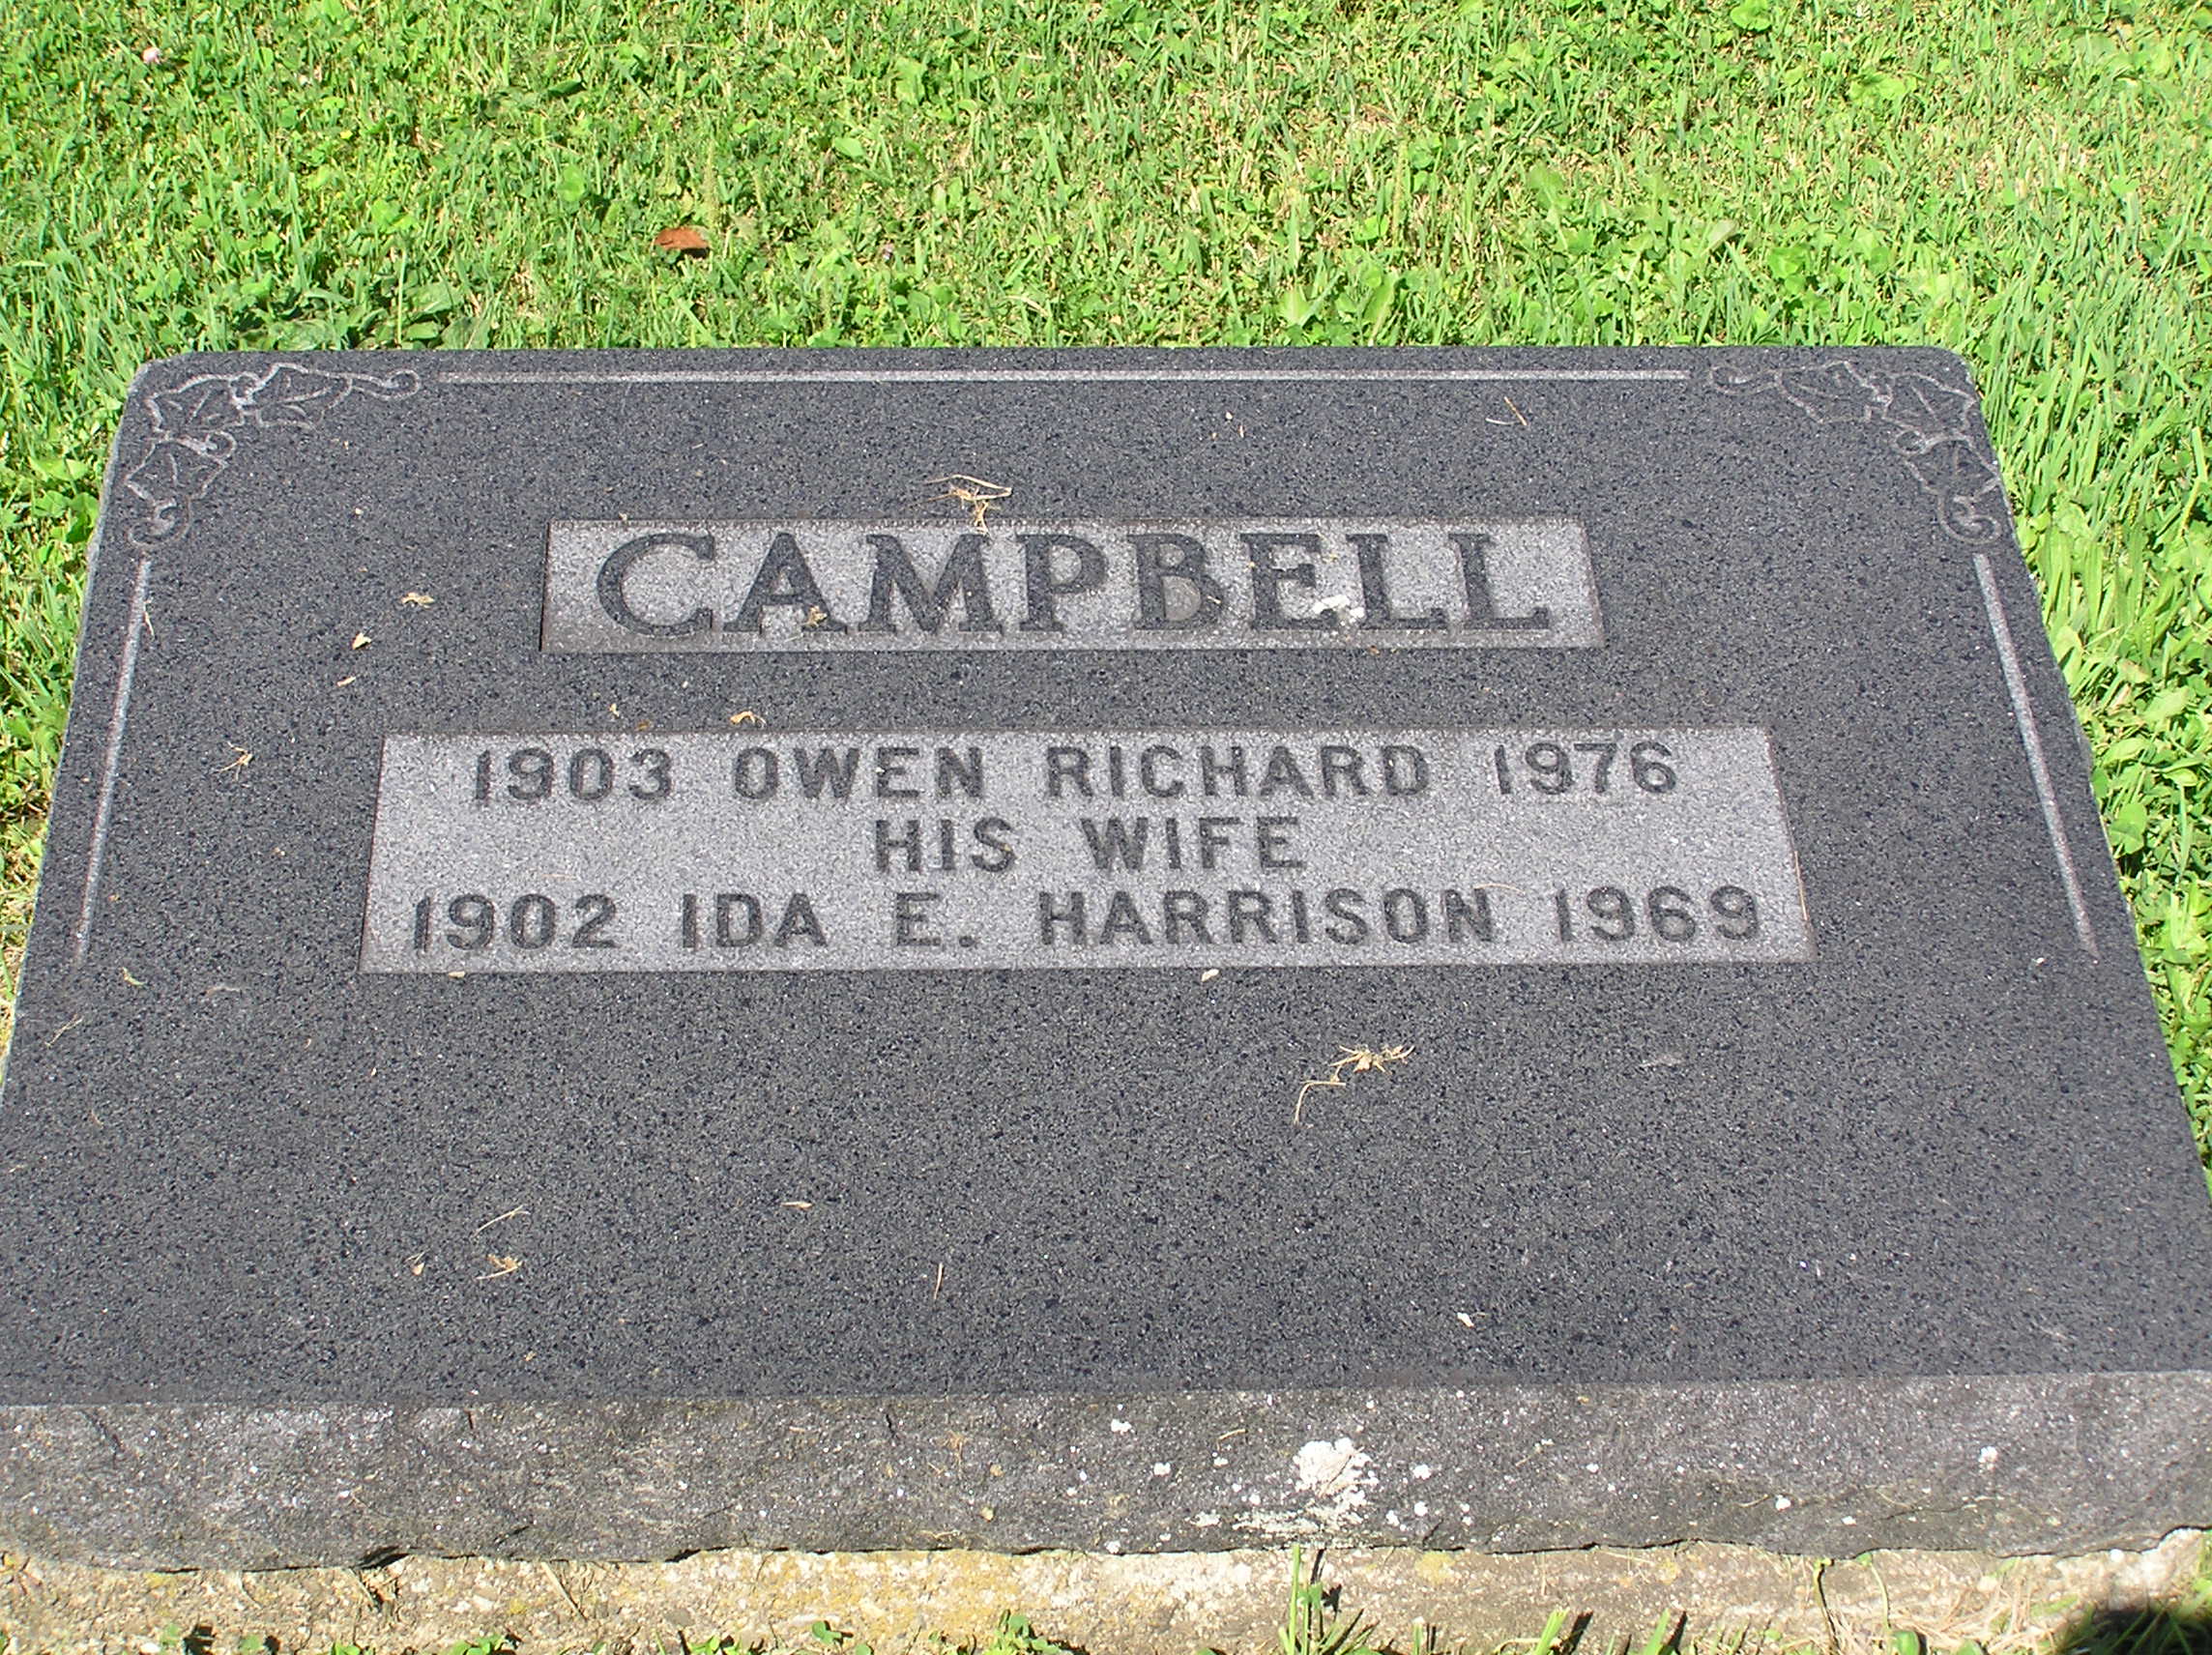 CAMPBELL
1903 OWEN RICHARD 1976
HIS WIFE
1902 IDA E. HARRISON 1969